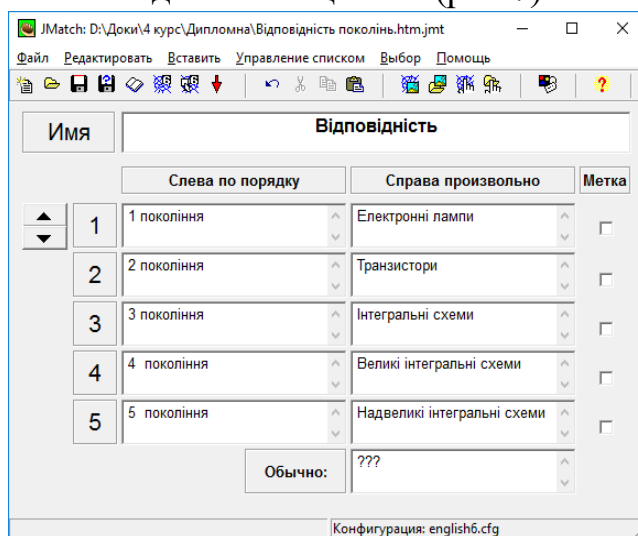 JMatch: D:\Доки\4 курс\Дипломна\Відповідність поколінь.htm.jmt
Файл Редактировать Вставить Управление списком Выбор Помощь
Имя Відповідність
Слева по порядку Справа произвольно Метка
1 1 покоління Електронні лампи
2 2 покоління Транзистори
3 3 покоління Інтегральні схеми
4 4 покоління Великі інтегральні схеми
5 5 покоління Надвеликі інтегральні схеми
Обычно: ???
Конфигурация: english6.cfg